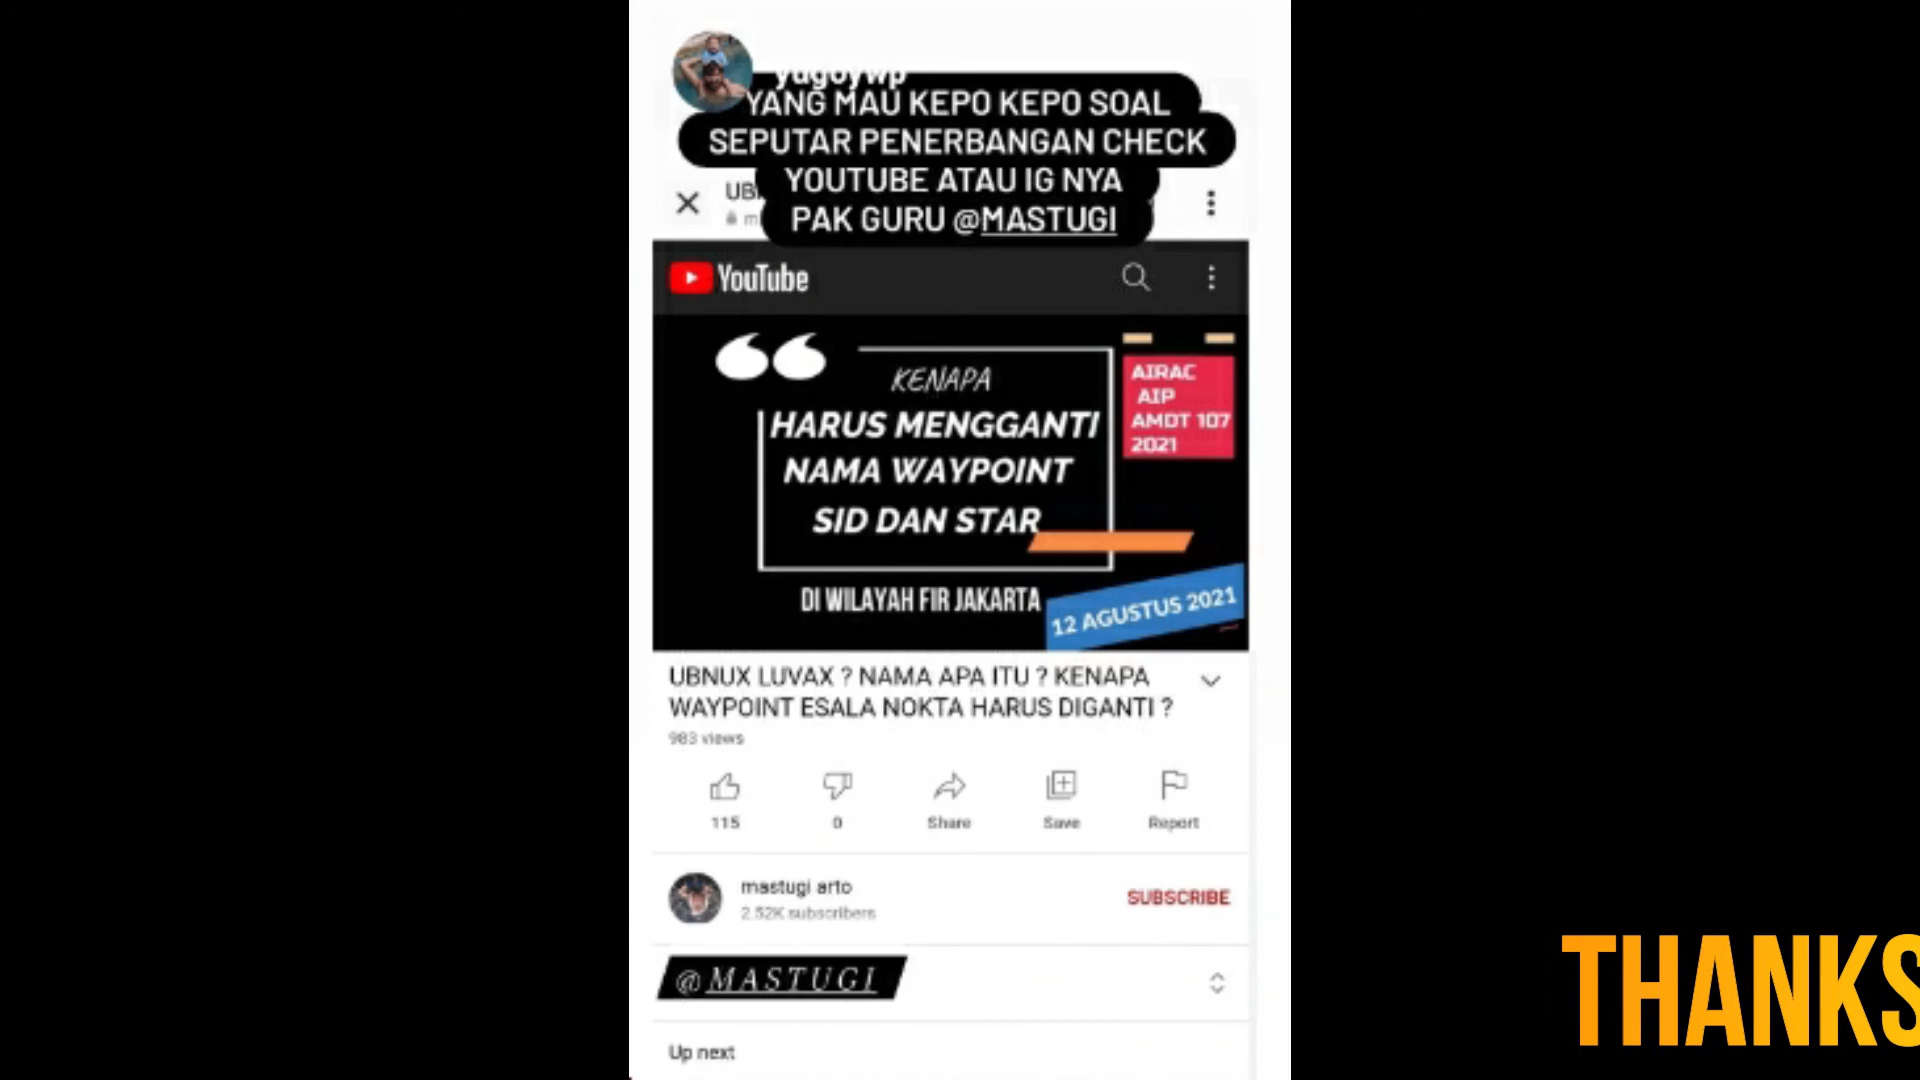 yugoywp
YANG MAU KEPO KEPO SOAL
SEPUTAR PENERBANGAN CHECK
YOUTUBE ATAU IG NYA
PAK GURU @MASTUGI
UB
m
YouTube
KENAPA
HARUS MENGGANTI
NAMA WAYPOINT
SID DAN STAR
DI WILAYAH FIR JAKARTA
AIRAC
AIP
AMDT 107
2021
12 AGUSTUS 2021
UBNUX LUVAX ? NAMA APA ITU ? KENAPA
WAYPOINT ESALA NOKTA HARUS DIGANTI ?
983 views
115 0 Share Save Report
mastugi arto
2.52K subscribers
SUBSCRIBE
@MASTUGI
Up next
THANKS